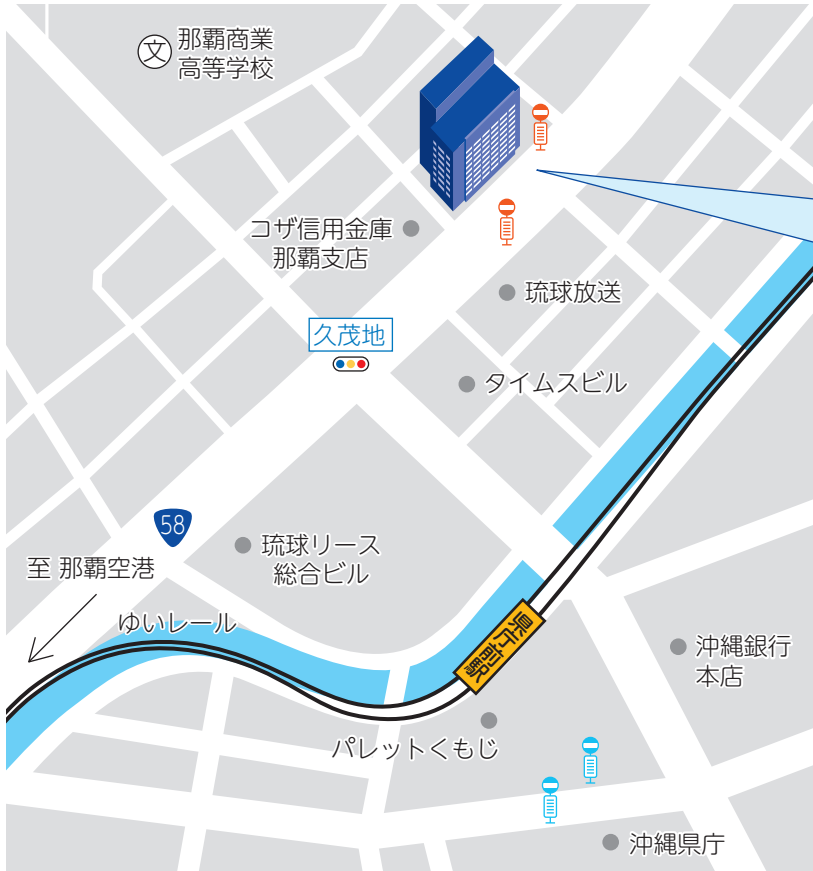 那覇商業
高等学校
文
コザ信用金庫
那覇支店
琉球放送
久茂地
タイムスビル
58
琉球リース
総合ビル
至 那覇空港
ゆいレール
県庁前駅
沖縄銀行
本店
パレットくもじ
沖縄県庁